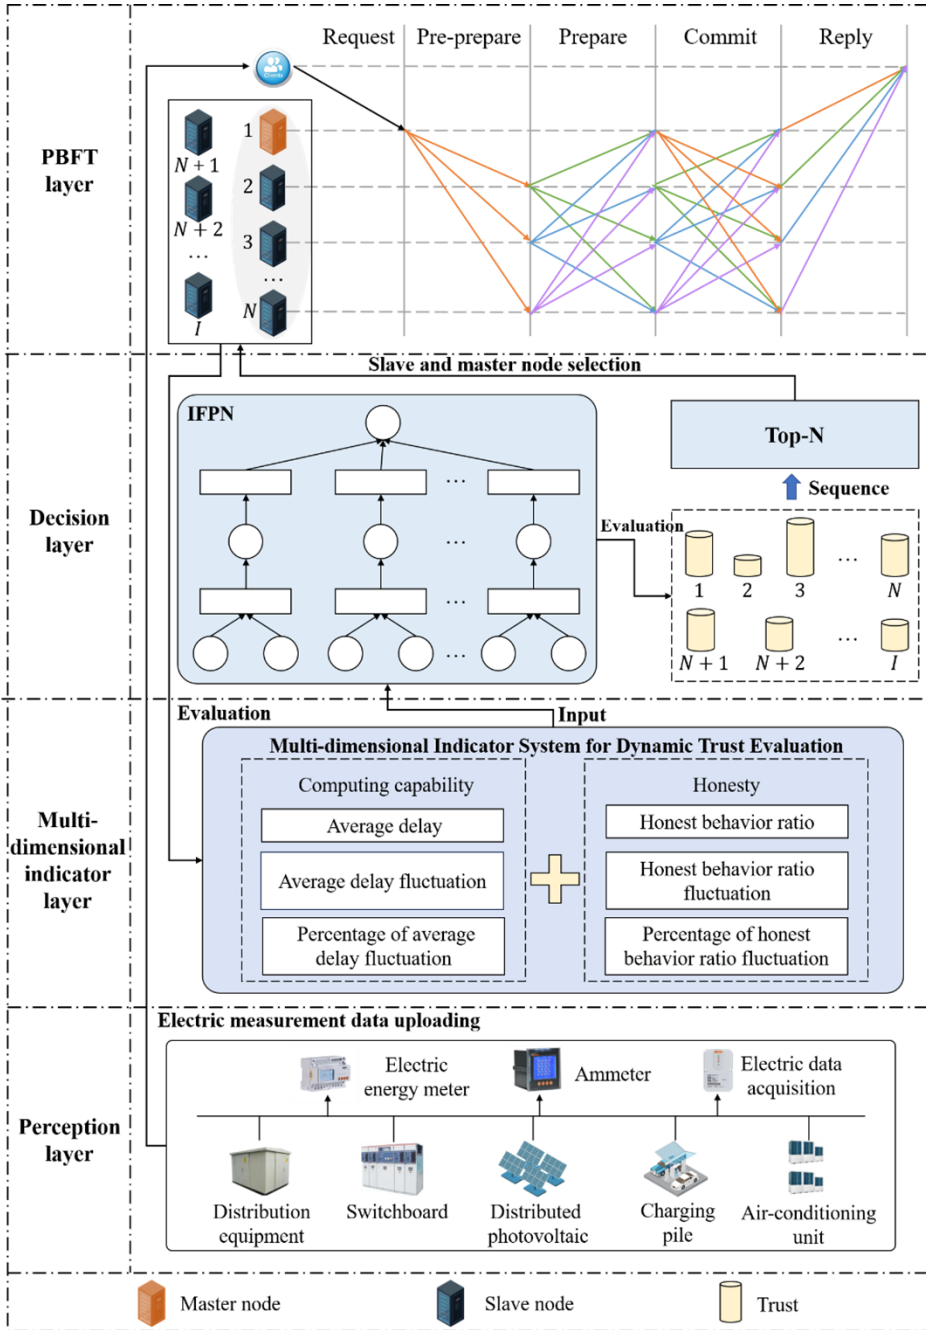 Request
Pre-prepare
Prepare
Commit
Reply
Clients
PBFT
layer
1
N + 1
2
N + 2
3
...
...
I
N
Slave and master node selection
IFPN
Top-N
Sequence
Decision
layer
Evaluation
...
...
...
...
...
1
2
3
...
N
N + 1
N + 2
...
I
Evaluation
Input
Multi-dimensional Indicator System for Dynamic Trust Evaluation
Multi-
dimensional
indicator
layer
Computing capability
Average delay
Average delay fluctuation
Percentage of average
delay fluctuation
Honesty
Honest behavior ratio
Honest behavior ratio
fluctuation
Percentage of honest
behavior ratio fluctuation
Electric measurement data uploading
Perception
layer
Electric
energy meter
Ammeter
Electric data
acquisition
Distribution
equipment
Switchboard
Distributed
photovoltaic
Charging
pile
Air-conditioning
unit
Master node
Slave node
Trust